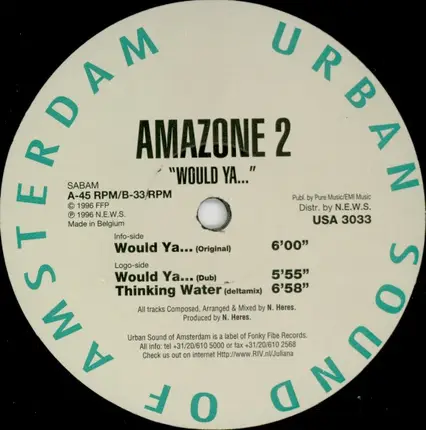 URBAN SOUND OF AMSTERDAM
AMAZONE 2
"WOULD YA..."
SABAM
A-45 RPM/B-33/RPM
© 1996 FFP
℗ 1996 N.E.W.S.
Made in Belgium
Publ. by Pure Music/EMI Music
Distr. by N.E.W.S.
USA 3033
Info-side
Would Ya... (Original) 6'00"
Logo-side
Would Ya... (Dub) 5'55"
Thinking Water (deltamix) 6'58"
All tracks Composed, Arranged & Mixed by N. Heres.
Produced by N. Heres.
Urban Sound of Amsterdam is a label of Fonky Flbe Records.
All info: tel +31/20/610 5000 or fax +31/20/610 2568
Check us out on internet Http://www.RIV.nl/Juliana